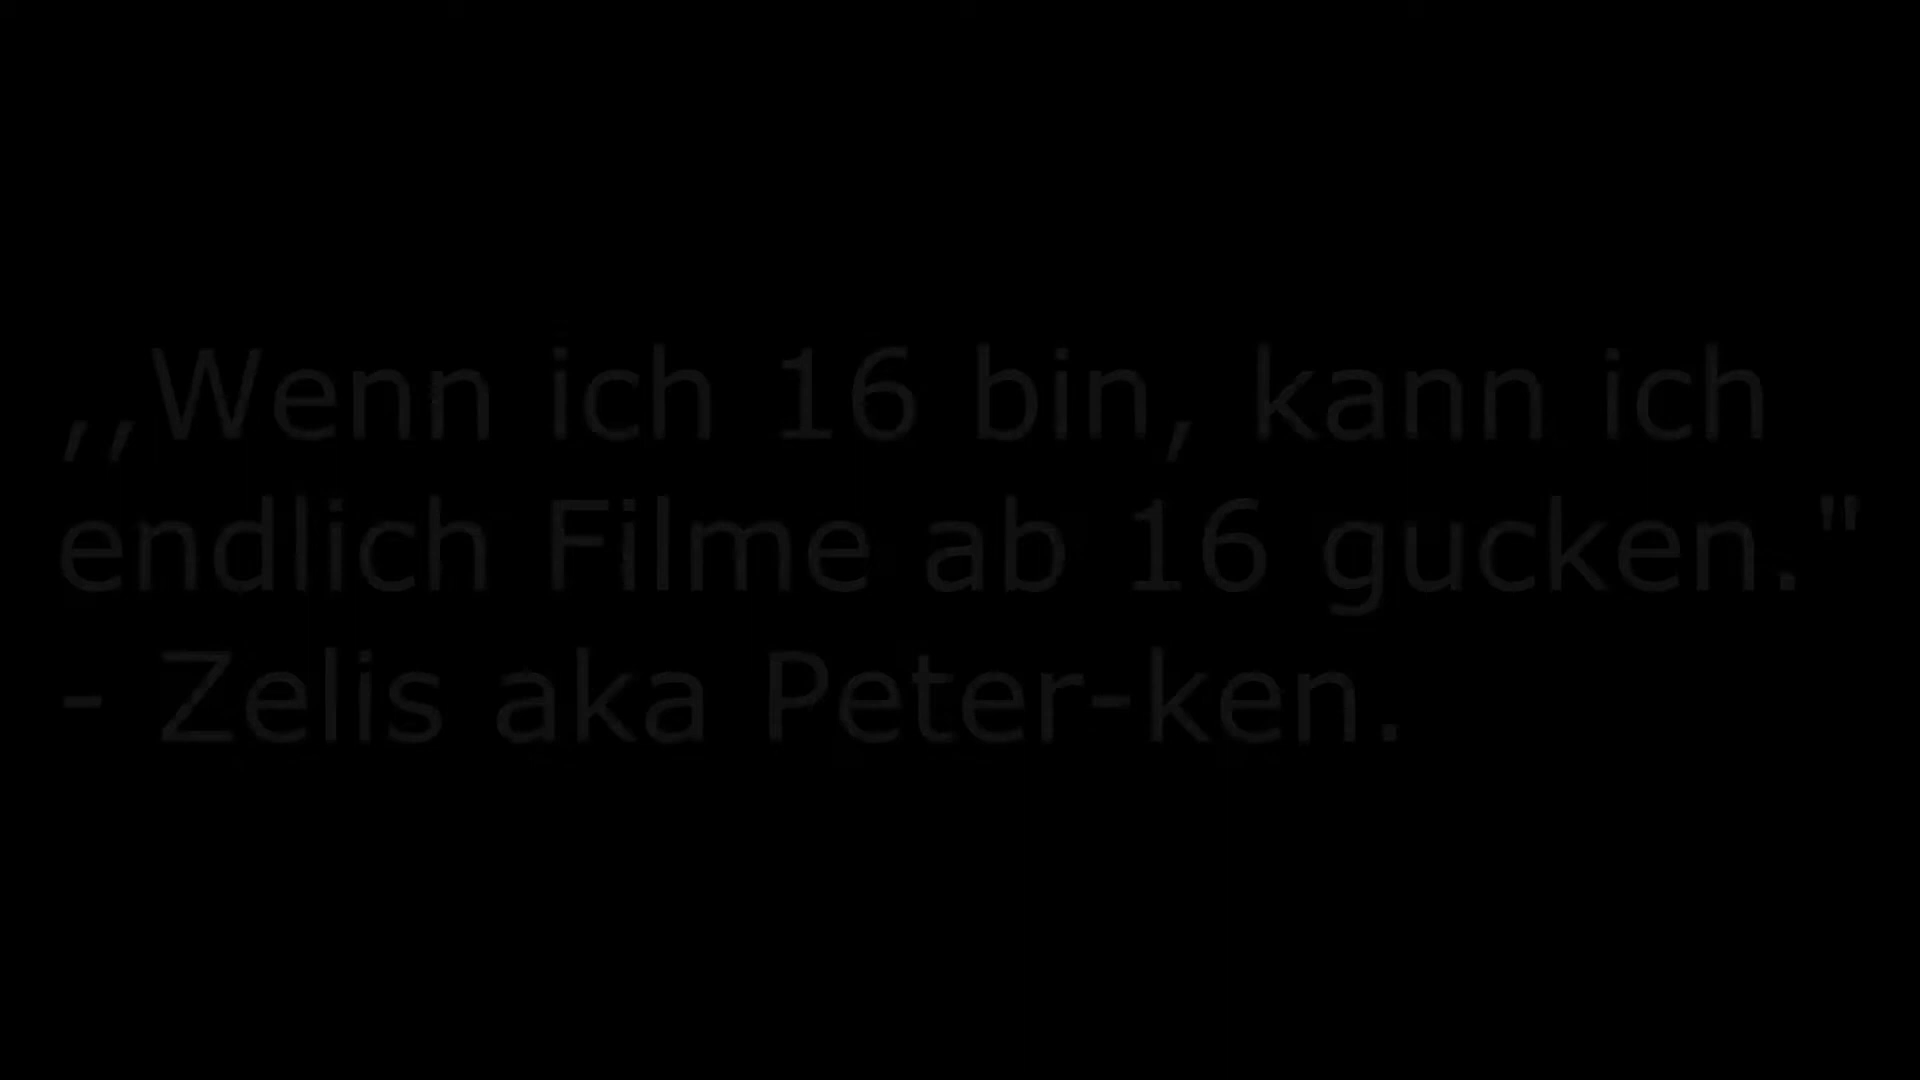 ,,Wenn ich 16 bin, kann ich
endlich Filme ab 16 gucken."
- Zelis aka Peter-ken.